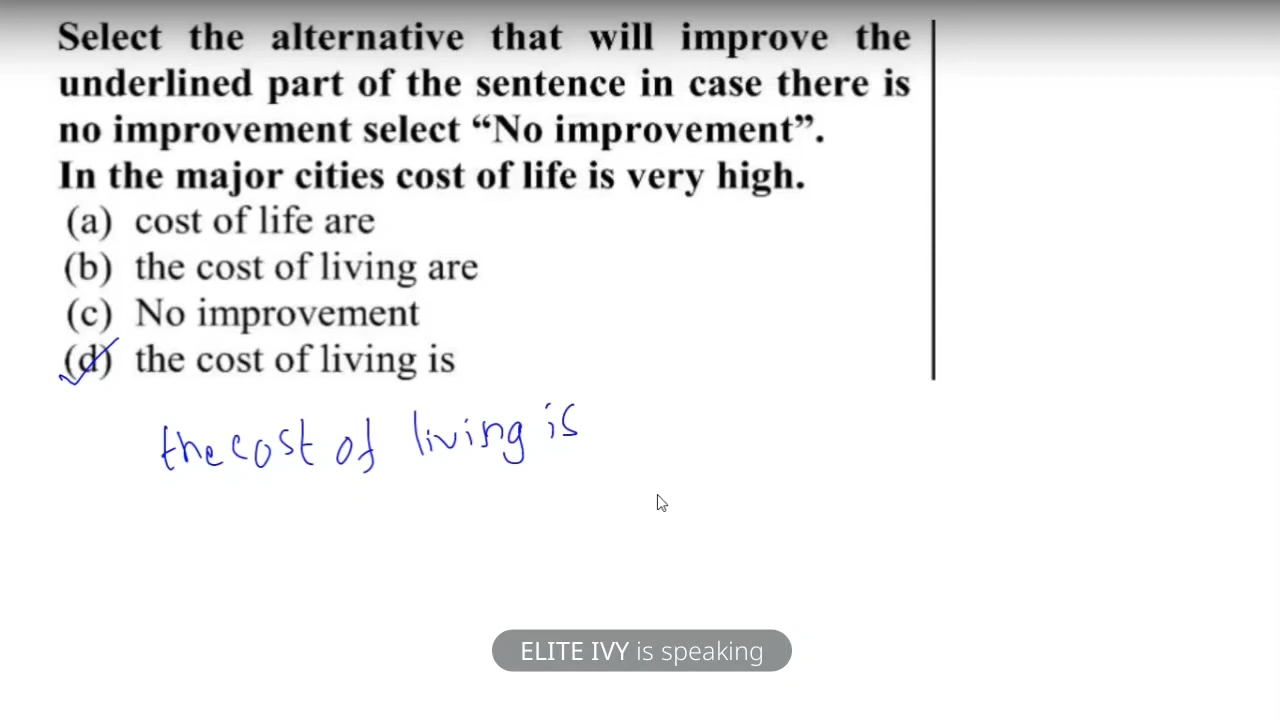 Select the alternative that will improve the
underlined part of the sentence in case there is
no improvement select “No improvement”.
In the major cities cost of life is very high.
(a) cost of life are
(b) the cost of living are
(c) No improvement
(d) the cost of living is
the cost of living is
ELITE IVY is speaking